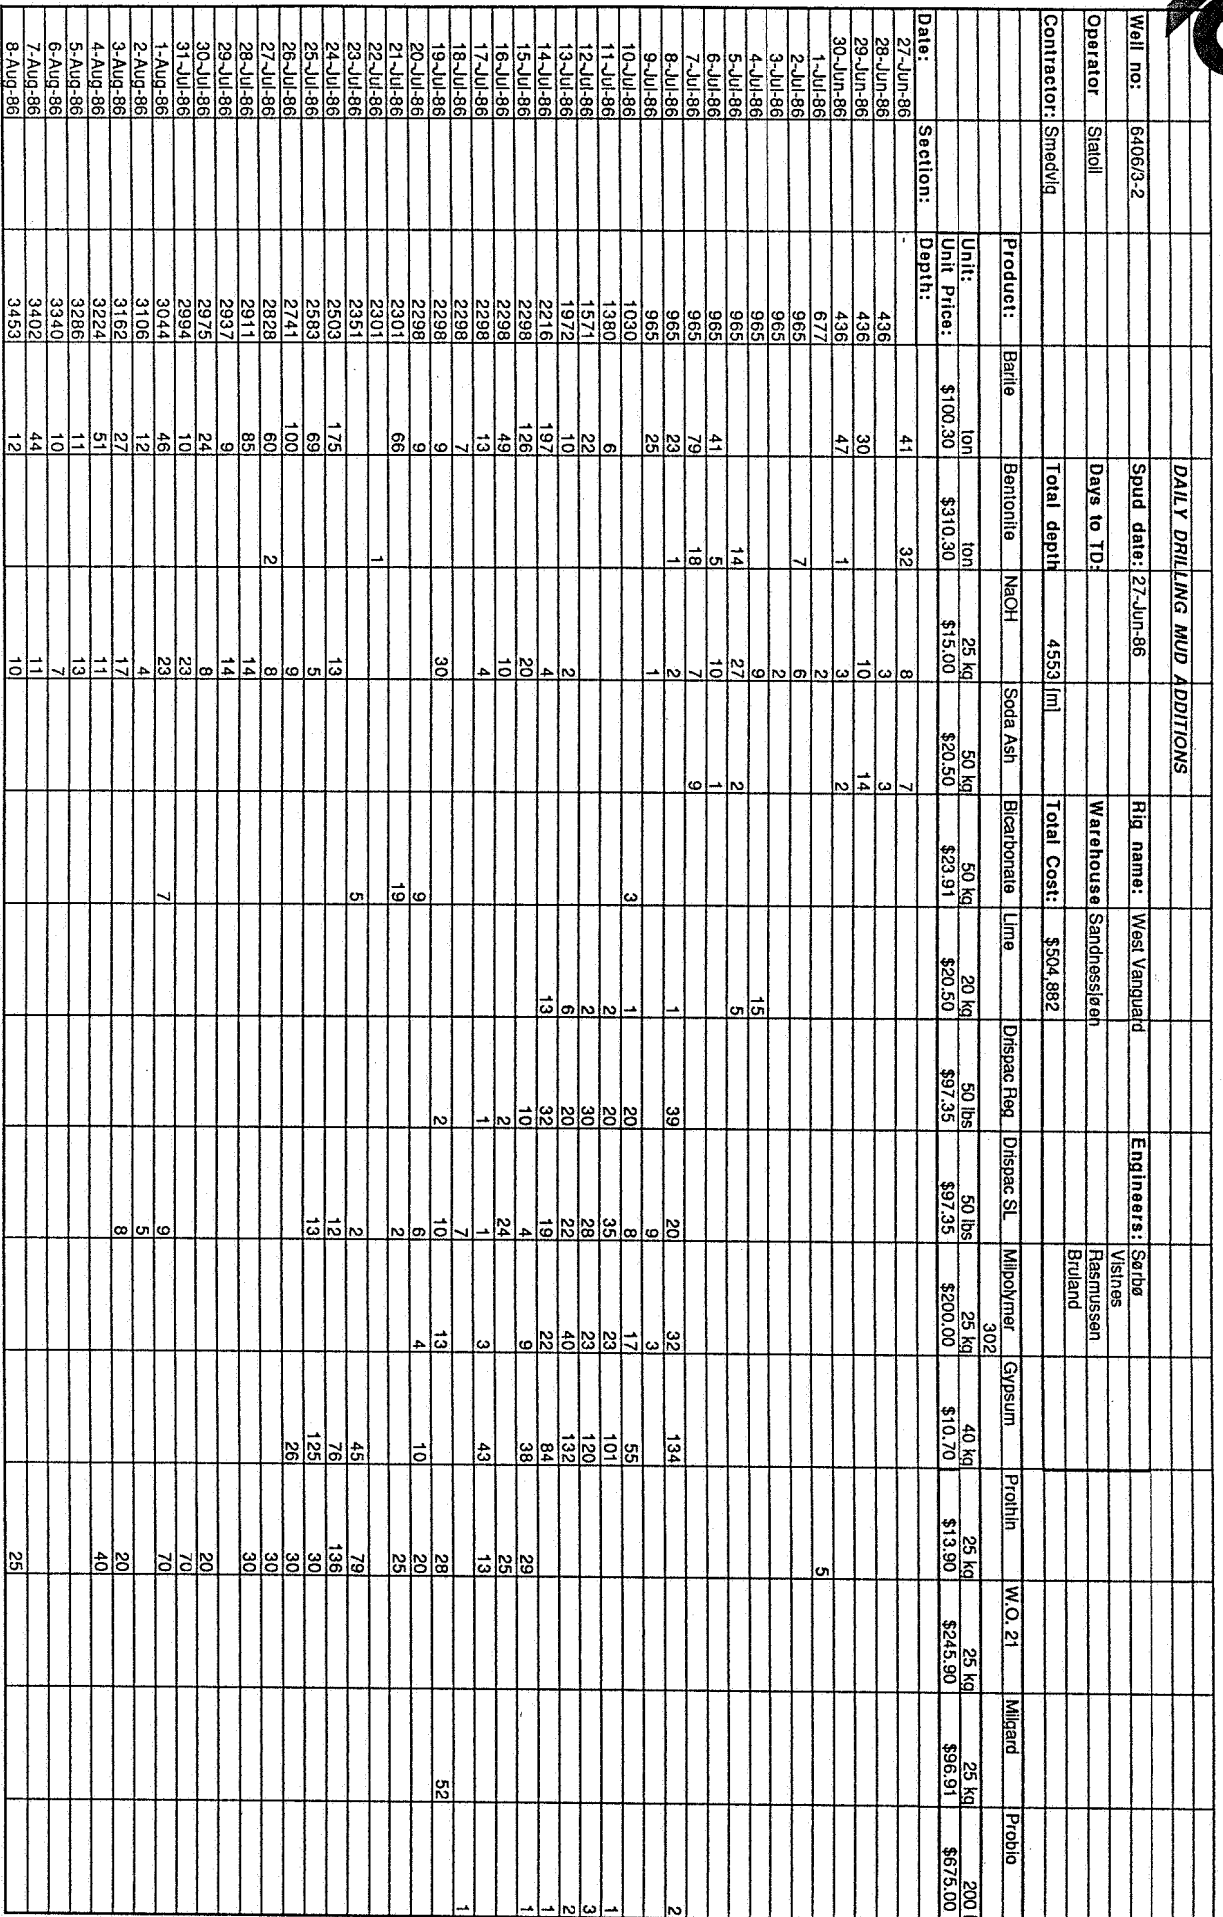 DAILY DRILLING MUD ADDITIONS
Well no: 6406/3-2 Spud date: 27-Jun-86 Rig name: West Vanguard Engineers: Sørbø
Vistnes
Operator Statoil Days to TD: Warehouse Sandnessjøen Rasmussen
Bruland
Contractor: Smedvig Total depth 4553 [m] Total Cost: $504,882
Product: Barite Bentonite NaOH Soda Ash Bicarbonate Lime Drispac Reg Drispac SL Milpolymer Gypsum Prothin W.O. 21 Milgard Probio
302
Unit: ton ton 25 kg 50 kg 50 kg 20 kg 50 lbs 50 lbs 25 kg 40 kg 25 kg 25 kg 25 kg 200
Unit Price: $100.30 $310.30 $15.00 $20.50 $23.91 $20.50 $97.35 $97.35 $200.00 $10.70 $13.90 $245.90 $96.91 $675.00
Date: Section: Depth:
27-Jun-86 - 41 32 8 7
28-Jun-86 436 3 3
29-Jun-86 436 30 10 14
30-Jun-86 436 47 1 3 2
1-Jul-86 677 2 5
2-Jul-86 965 7 6
3-Jul-86 965 2
4-Jul-86 965 9 15
5-Jul-86 965 14 27 2 5
6-Jul-86 965 41 5 10 1
7-Jul-86 965 79 18 7 9
8-Jul-86 965 23 1 2 1 39 20 32 134 2
9-Jul-86 965 25 1 9 3
10-Jul-86 1030 3 1 20 8 17 55
11-Jul-86 1380 6 2 20 35 23 101 1
12-Jul-86 1571 22 2 30 28 23 120 3
13-Jul-86 1972 10 2 6 20 22 40 132 2
14-Jul-86 2216 197 4 13 32 19 22 84 1
15-Jul-86 2298 126 20 10 4 9 38 29 1
16-Jul-86 2298 49 10 2 24 25
17-Jul-86 2298 13 4 1 1 3 43 13
18-Jul-86 2298 7 7 1
19-Jul-86 2298 9 30 2 10 13 28 52
20-Jul-86 2298 9 9 6 4 10 20
21-Jul-86 2301 66 19 2 25
22-Jul-86 2301 1
23-Jul-86 2351 5 2 45 79
24-Jul-86 2503 175 13 12 76 136
25-Jul-86 2583 69 5 13 125 30
26-Jul-86 2741 100 9 26 30
27-Jul-86 2828 60 2 8 30
28-Jul-86 2911 85 14 30
29-Jul-86 2937 9 14
30-Jul-86 2975 24 8 20
31-Jul-86 2994 10 23 70
1-Aug-86 3044 46 23 7 9 70
2-Aug-86 3106 12 4 5
3-Aug-86 3162 27 17 8 20
4-Aug-86 3224 51 11 40
5-Aug-86 3286 11 13
6-Aug-86 3340 10 7
7-Aug-86 3402 44 11
8-Aug-86 3453 12 10 25